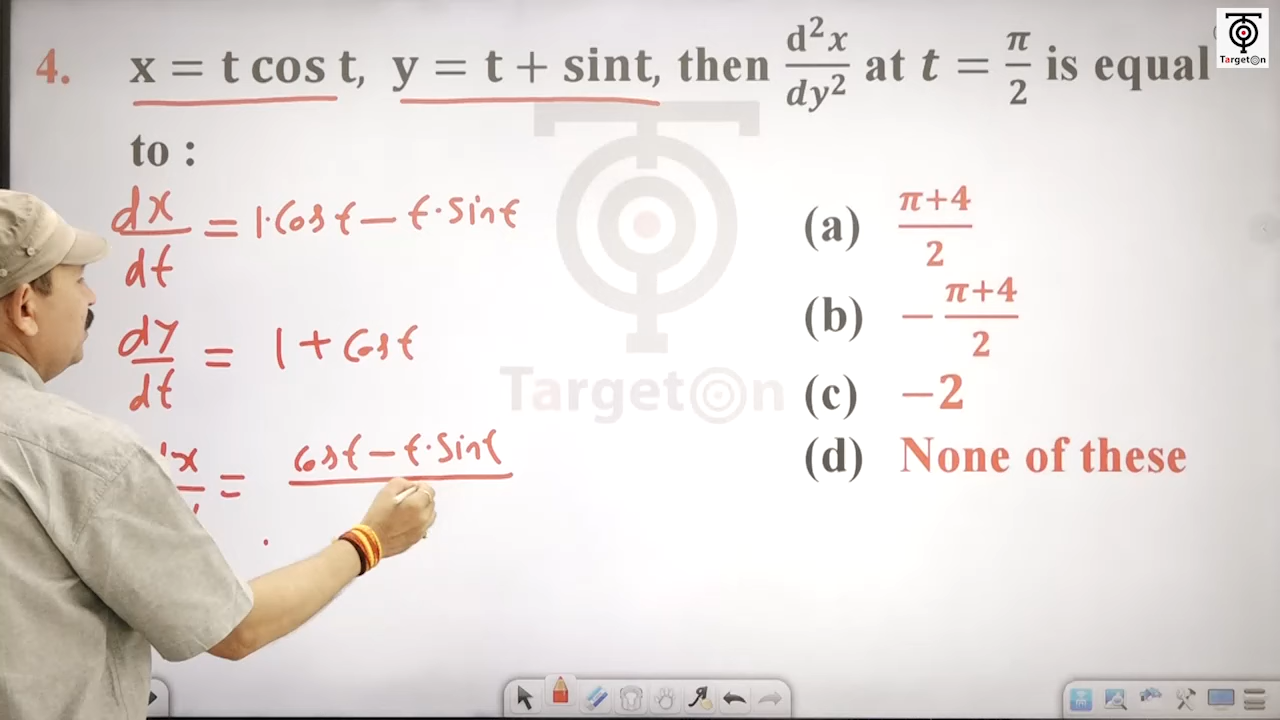 4. x = t cos t, y = t + sint, then d²x/dy² at t = π/2 is equal
to :
(a) π+4/2
(b) −π+4/2
(c) −2
(d) None of these
dx/dt = 1·Cost − t·Sint
dy/dt = 1 + Cost
x = cost − t·Sint
TargetOn
TargetOn